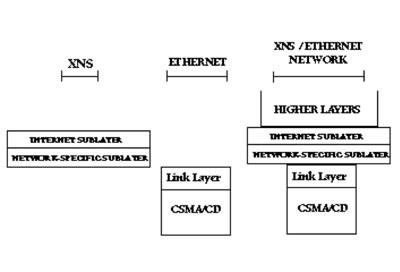 XNS
ETHERNET
XNS / ETHERNET
NETWORK
HIGHER LAYERS
INTERNET SUBLAYER
NETWORK-SPECIFIC SUBLAYER
INTERNET SUBLAYER
NETWORK-SPECIFIC SUBLAYER
Link Layer
CSMA/CD
Link Layer
CSMA/CD